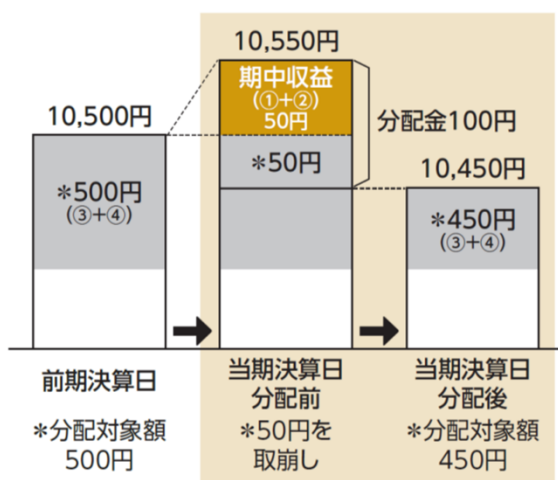 10,550円
期中収益
(①+②)
50円
分配金100円
10,500円
＊50円
10,450円
＊500円
(③+④)
＊450円
(③+④)
前期決算日
当期決算日
分配前
当期決算日
分配後
＊分配対象額
500円
＊50円を
取崩し
＊分配対象額
450円